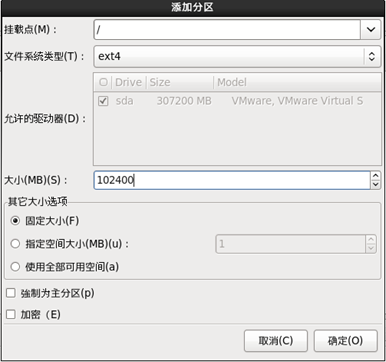 添加分区
挂载点(M)： /
文件系统类型(T)： ext4
Drive Size Model
sda 307200 MB VMware, VMware Virtual S
允许的驱动器(D)：
大小(MB)(S)： 102400
其它大小选项
固定大小(F)
指定空间大小(MB)(u)： 1
使用全部可用空间(a)
强制为主分区(p)
加密（E)
取消(C) 确定(O)